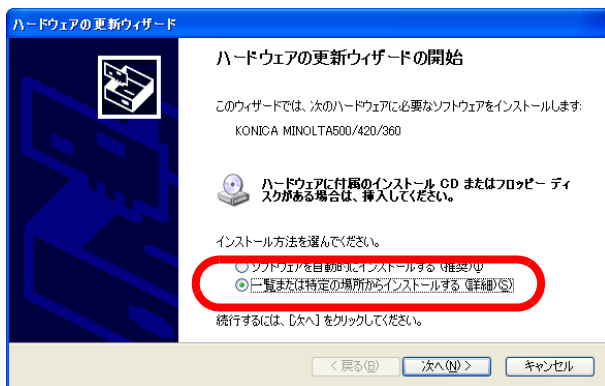 ハードウェアの更新ウィザード
ハードウェアの更新ウィザードの開始
このウィザードでは、次のハードウェアに必要なソフトウェアをインストールします:
KONICA MINOLTA500/420/360
ハードウェアに付属のインストール CD またはフロッピー ディ
スクがある場合は、挿入してください。
インストール方法を選んでください。
ソフトウェアを自動的にインストールする (推奨)(I)
一覧または特定の場所からインストールする (詳細)(S)
続行するには、[次へ] をクリックしてください。
< 戻る(B)
次へ(N) >
キャンセル